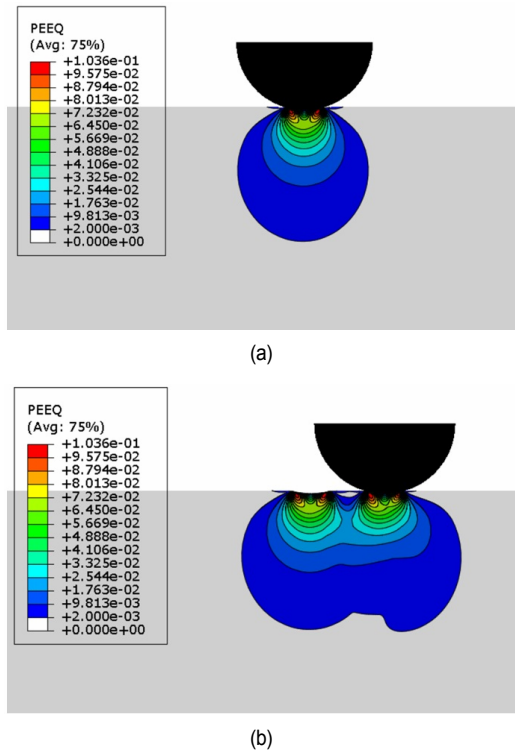 PEEQ
(Avg: 75%)
+1.036e-01
+9.575e-02
+8.794e-02
+8.013e-02
+7.232e-02
+6.450e-02
+5.669e-02
+4.888e-02
+4.106e-02
+3.325e-02
+2.544e-02
+1.763e-02
+9.813e-03
+2.000e-03
+0.000e+00
(a)
PEEQ
(Avg: 75%)
+1.036e-01
+9.575e-02
+8.794e-02
+8.013e-02
+7.232e-02
+6.450e-02
+5.669e-02
+4.888e-02
+4.106e-02
+3.325e-02
+2.544e-02
+1.763e-02
+9.813e-03
+2.000e-03
+0.000e+00
(b)